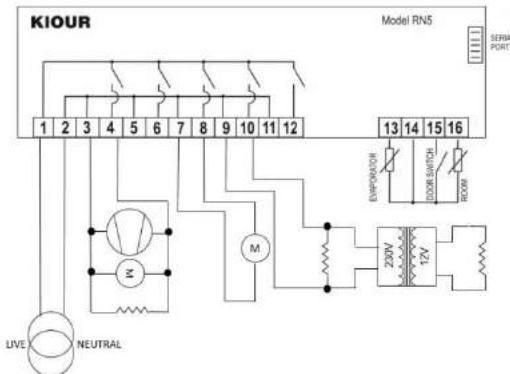 KIOUR
Model RN5
SERIAL
PORT
1 2 3 4 5 6 7 8 9 10 11 12
13 14 15 16
EVAPORATOR
DOOR SWITCH
ROOM
M
M
230V
12V
LIVE
NEUTRAL